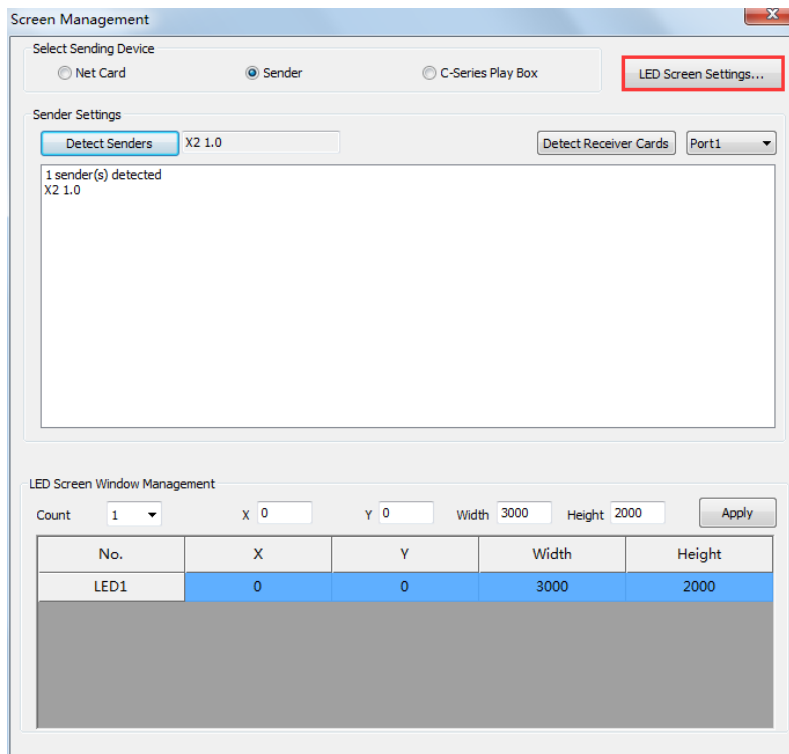 Screen Management
Select Sending Device
Net Card Sender C-Series Play Box LED Screen Settings...
Sender Settings
Detect Senders X2 1.0 Detect Receiver Cards Port1
1 sender(s) detected
X2 1.0
LED Screen Window Management
Count 1 X 0 Y 0 Width 3000 Height 2000 Apply
No. X Y Width Height
LED1 0 0 3000 2000